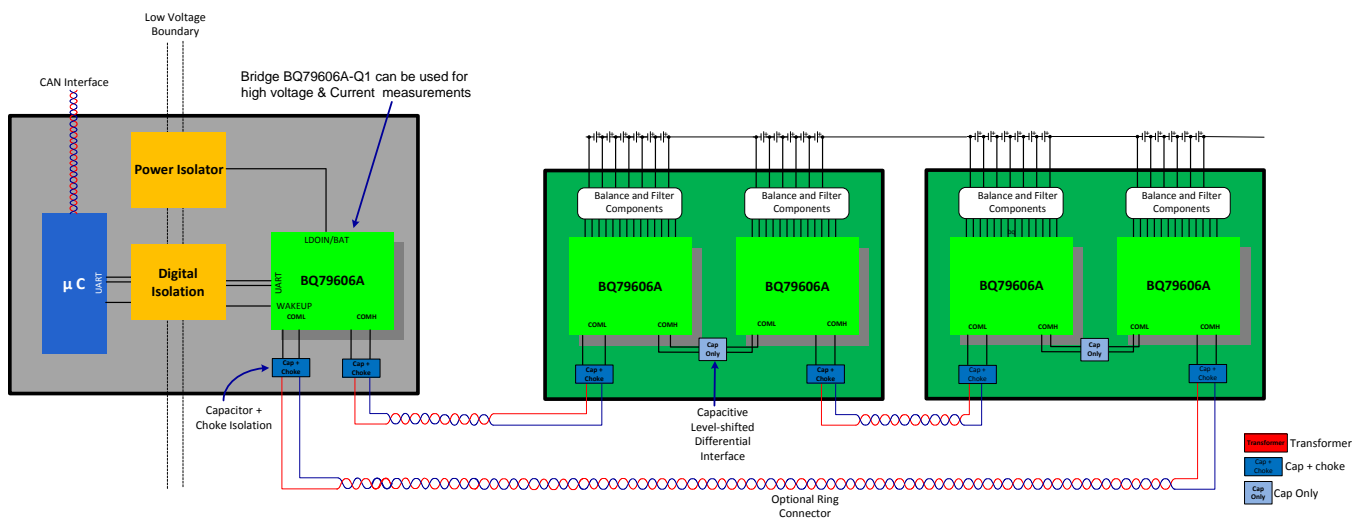 Low Voltage
Boundary
CAN Interface
Bridge BQ79606A-Q1 can be used for
high voltage & Current measurements
Power Isolator
LDOIN/BAT
µ C
UART
Digital
Isolation
UART
BQ79606A
WAKEUP
COML
COMH
Cap +
Choke
Cap +
Choke
Capacitor +
Choke Isolation
Balance and Filter
Components
Balance and Filter
Components
BQ79606A
BQ79606A
COML
COMH
COML
COMH
Cap
Only
Cap +
Choke
Cap +
Choke
Capacitive
Level-shifted
Differential
Interface
Balance and Filter
Components
Balance and Filter
Components
BQ79606A
BQ79606A
COML
COMH
COML
COMH
Cap
Only
Cap +
Choke
Cap +
Choke
Optional Ring
Connector
Transformer
Transformer
Cap +
Choke
Cap + choke
Cap
Only
Cap Only